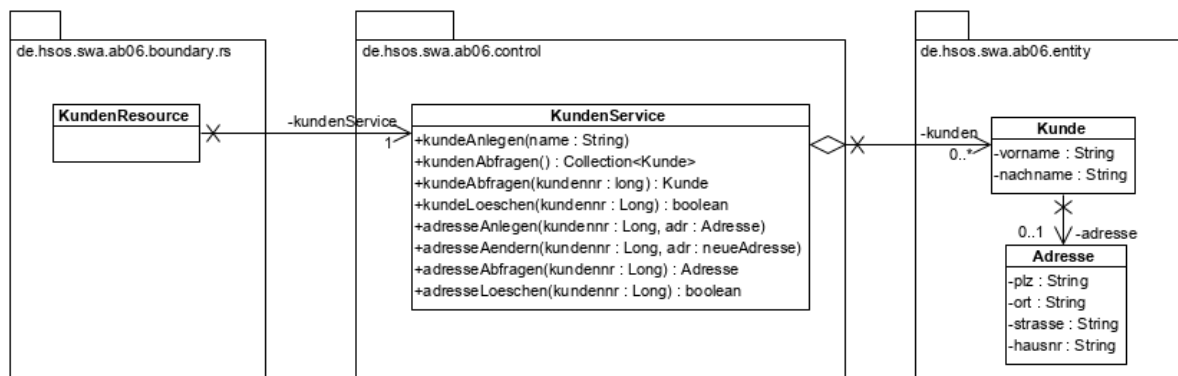 de.hsos.swa.ab06.boundary.rs
KundenResource
-kundenService
1
de.hsos.swa.ab06.control
KundenService
+kundeAnlegen(name : String)
+kundenAbfragen() : Collection<Kunde>
+kundeAbfragen(kundennr : long) : Kunde
+kundeLoeschen(kundennr : Long) : boolean
+adresseAnlegen(kundennr : Long, adr : Adresse)
+adresseAendern(kundennr : Long, adr : neueAdresse)
+adresseAbfragen(kundennr : Long) : Adresse
+adresseLoeschen(kundennr : Long) : boolean
-kunden
0..*
de.hsos.swa.ab06.entity
Kunde
-vorname : String
-nachname : String
0..1 -adresse
Adresse
-plz : String
-ort : String
-strasse : String
-hausnr : String